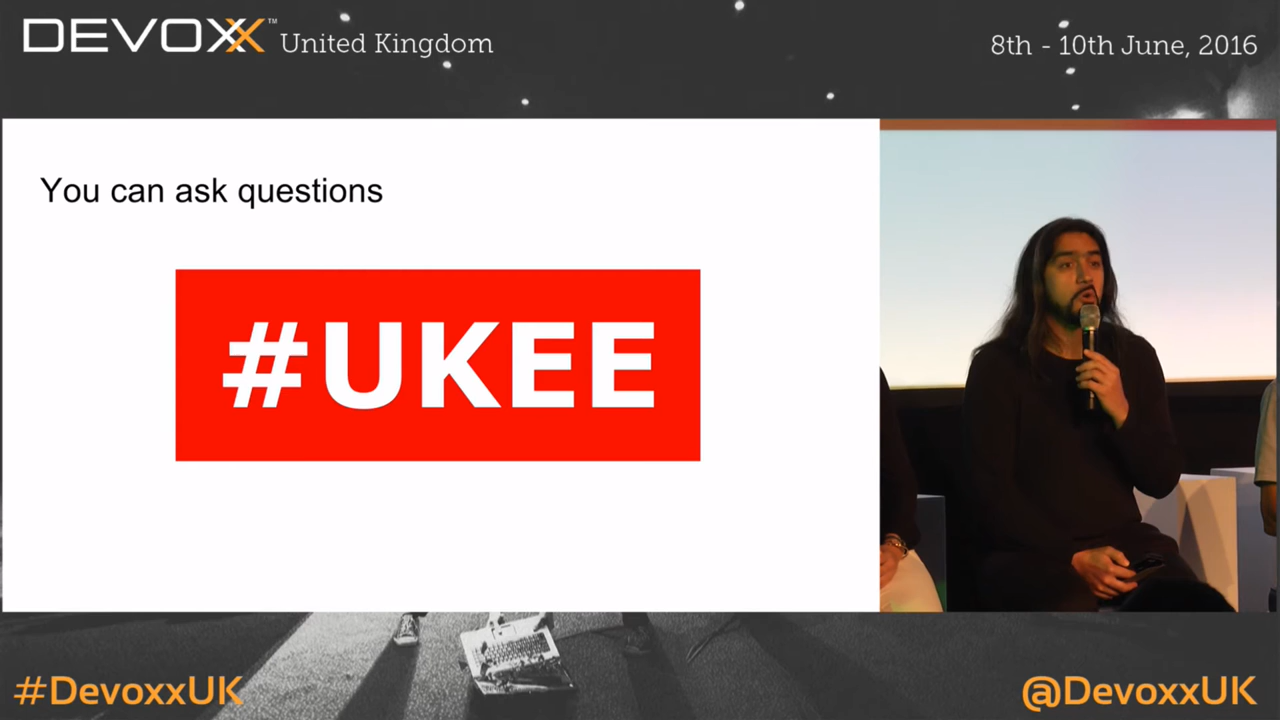 DEVOXX™ United Kingdom
8th - 10th June, 2016
You can ask questions
#UKEE
#DevoxxUK
@DevoxxUK